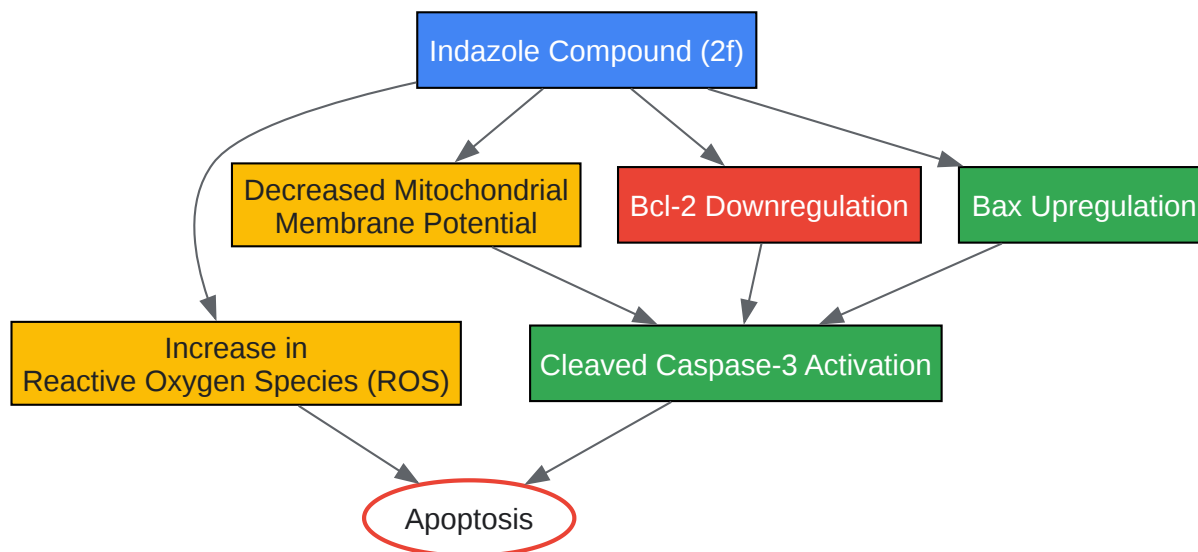 Indazole Compound (2f)
Decreased Mitochondrial
Membrane Potential
Bcl-2 Downregulation
Bax Upregulation
Increase in
Reactive Oxygen Species (ROS)
Cleaved Caspase-3 Activation
Apoptosis